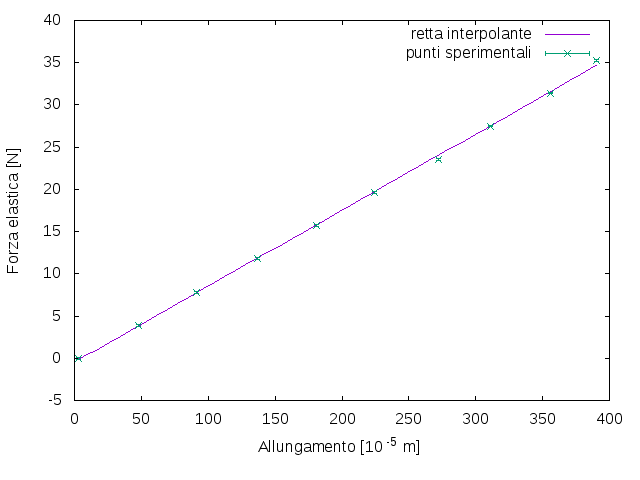 retta interpolante
punti sperimentali
40
35
30
25
20
15
10
5
0
-5
Forza elastica [N]
0 50 100 150 200 250 300 350 400
Allungamento [10⁻⁵ m]